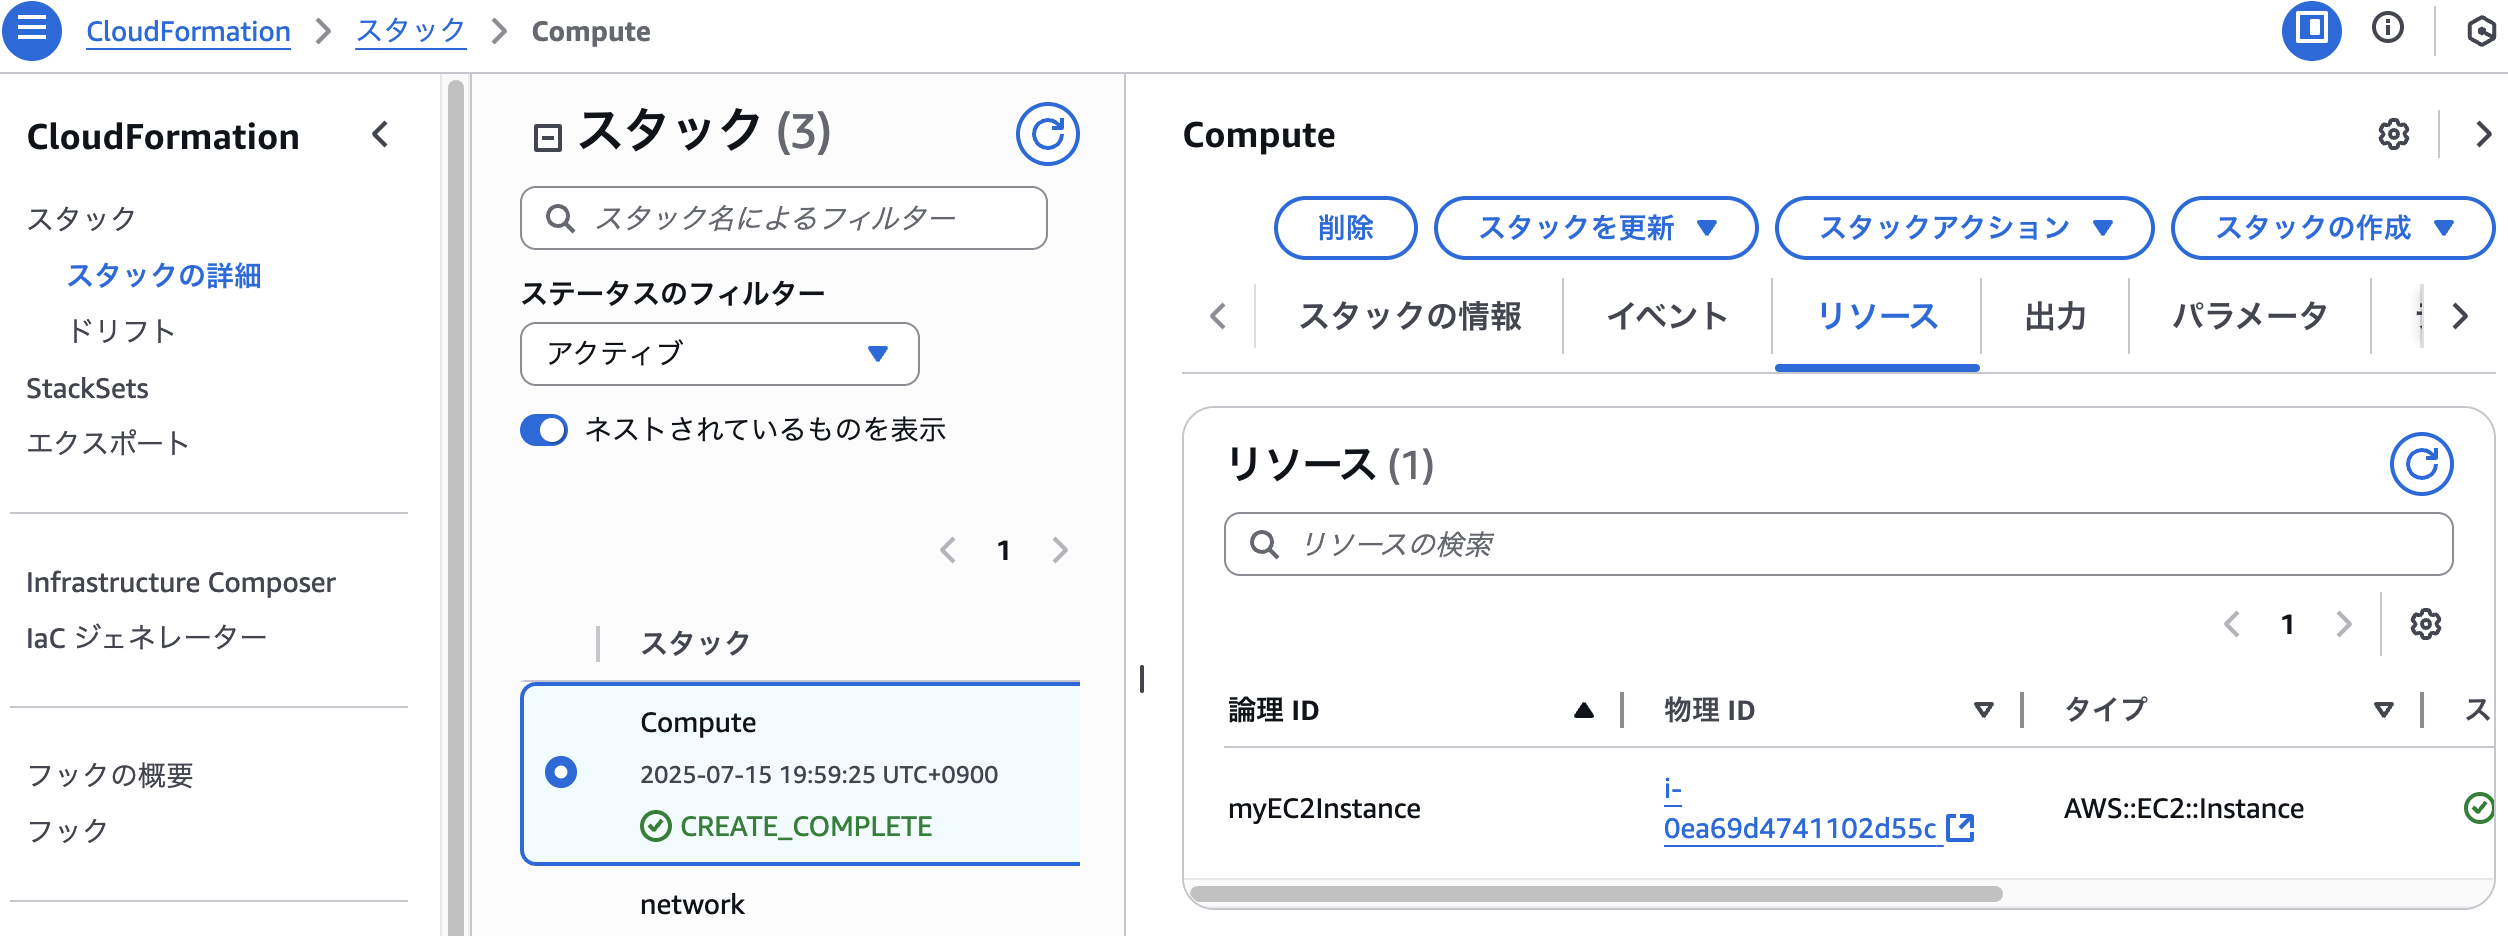 CloudFormation > スタック > Compute
CloudFormation
スタック
スタックの詳細
ドリフト
StackSets
エクスポート
Infrastructure Composer
IaC ジェネレーター
フックの概要
フック
スタック (3)
スタック名によるフィルター
ステータスのフィルター
アクティブ
ネストされているものを表示
1
スタック
Compute
2025-07-15 19:59:25 UTC+0900
CREATE_COMPLETE
network
Compute
削除 スタックを更新 スタックアクション スタックの作成
スタックの情報 イベント リソース 出力 パラメータ
リソース (1)
リソースの検索
1
論理 ID 物理 ID タイプ ス
myEC2Instance i-0ea69d4741102d55c AWS::EC2::Instance